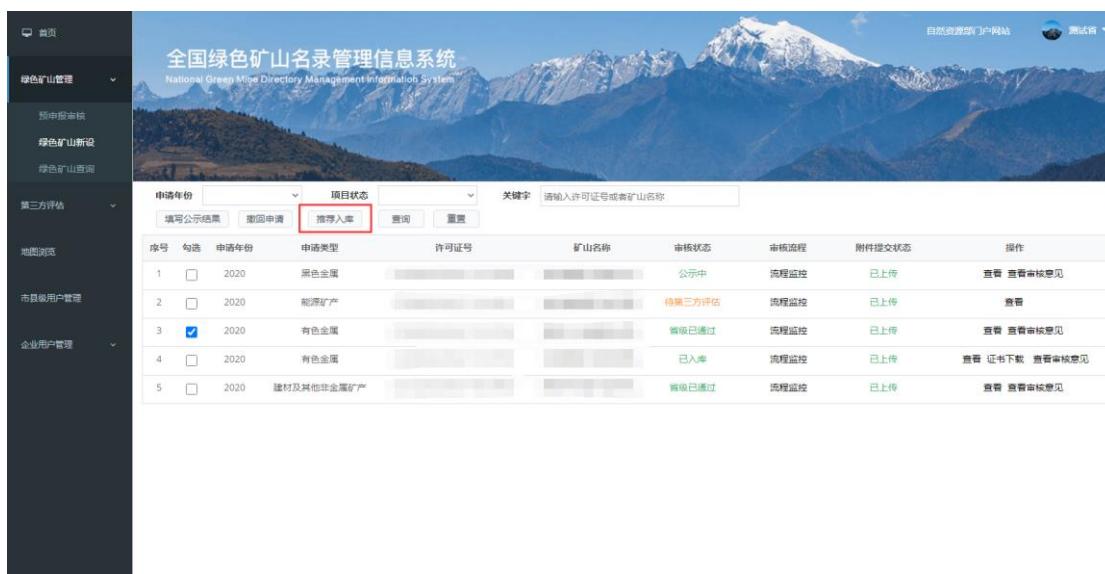 首页
自然资源部门户网站
测试省
全国绿色矿山名录管理信息系统
National Green Mine Directory Management Information System
绿色矿山管理
预申报审核
绿色矿山新设
绿色矿山查询
第三方评估
地图浏览
市县级用户管理
企业用户管理
申请年份 项目状态 关键字 请输入许可证号或者矿山名称
填写公示结果 撤回申请 推荐入库 查询 重置
序号 勾选 申请年份 申请类型 许可证号 矿山名称 审核状态 审核流程 附件提交状态 操作
1 2020 黑色金属 公示中 流程监控 已上传 查看 查看审核意见
2 2020 能源矿产 待第三方评估 流程监控 已上传 查看
3 2020 有色金属 省级已通过 流程监控 已上传 查看 查看审核意见
4 2020 有色金属 已入库 流程监控 已上传 查看 证书下载 查看审核意见
5 2020 建材及其他非金属矿产 省级已通过 流程监控 已上传 查看 查看审核意见